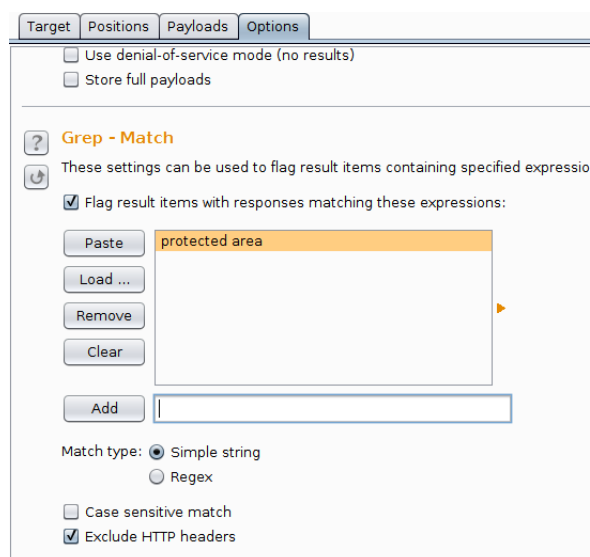 Target Positions Payloads Options
Use denial-of-service mode (no results)
Store full payloads
? Grep - Match
These settings can be used to flag result items containing specified expressio
Flag result items with responses matching these expressions:
Paste protected area
Load ...
Remove
Clear
Add
Match type: Simple string
Regex
Case sensitive match
Exclude HTTP headers